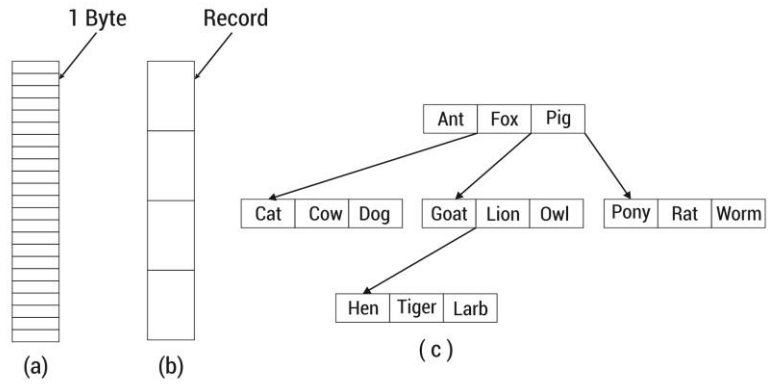 1 Byte
Record
Ant Fox Pig
Cat Cow Dog
Goat Lion Owl
Pony Rat Worm
Hen Tiger Larb
(a)
(b)
( c )